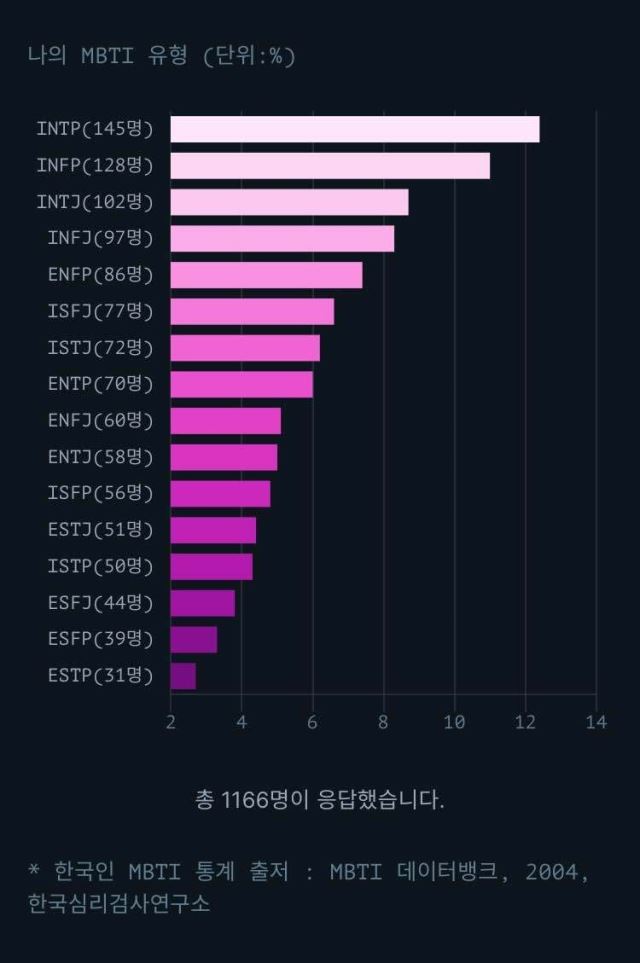 나의 MBTI 유형 (단위:%)
INTP(145명)
INFP(128명)
INTJ(102명)
INFJ(97명)
ENFP(86명)
ISFJ(77명)
ISTJ(72명)
ENTP(70명)
ENFJ(60명)
ENTJ(58명)
ISFP(56명)
ESTJ(51명)
ISTP(50명)
ESFJ(44명)
ESFP(39명)
ESTP(31명)
2 4 6 8 10 12 14
총 1166명이 응답했습니다.
* 한국인 MBTI 통계 출저 : MBTI 데이터뱅크, 2004,
한국심리검사연구소